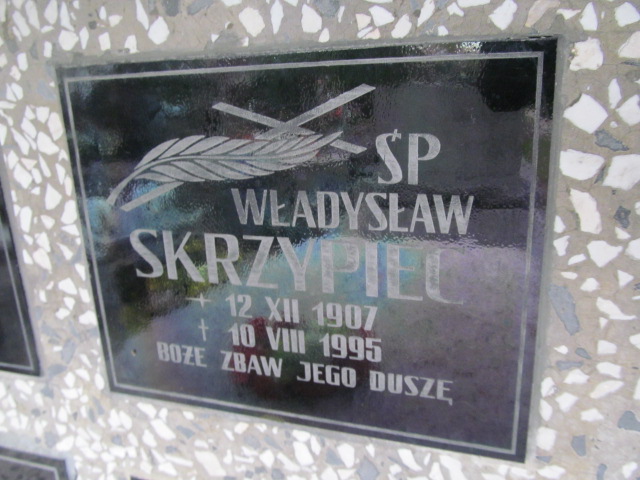 ŚP
WŁADYSŁAW
SKRZYPIEC
12 XII 1907
† 10 VIII 1995
BOŻE ZBAW JEGO DUSZĘ